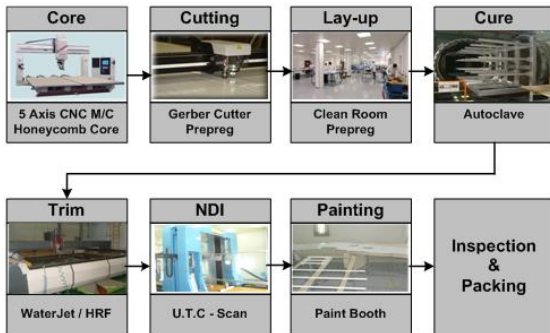 Core
5 Axis CNC M/C
Honeycomb Core
Cutting
Gerber Cutter
Prepreg
Lay-up
Clean Room
Prepreg
Cure
Autoclave
Trim
WaterJet / HRF
NDI
U.T.C - Scan
Painting
Paint Booth
Inspection
&
Packing